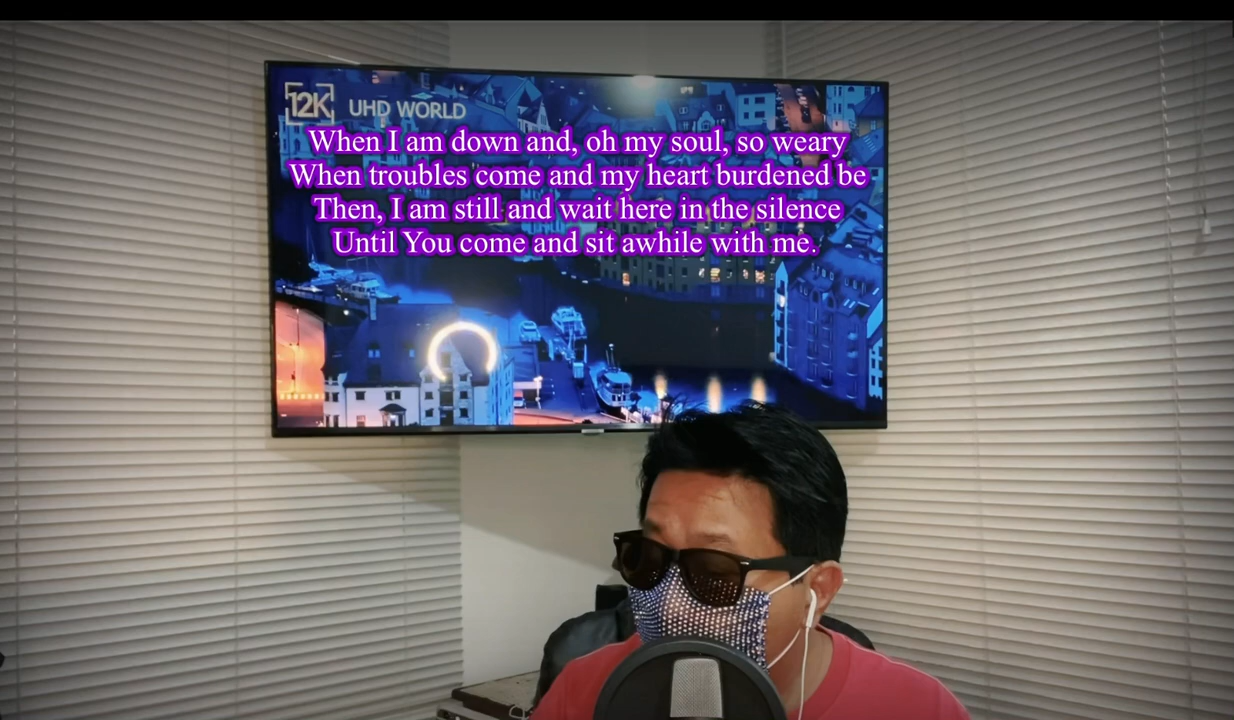 12K UHD WORLD
When I am down and, oh my soul, so weary
When troubles come and my heart burdened be
Then, I am still and wait here in the silence
Until You come and sit awhile with me.